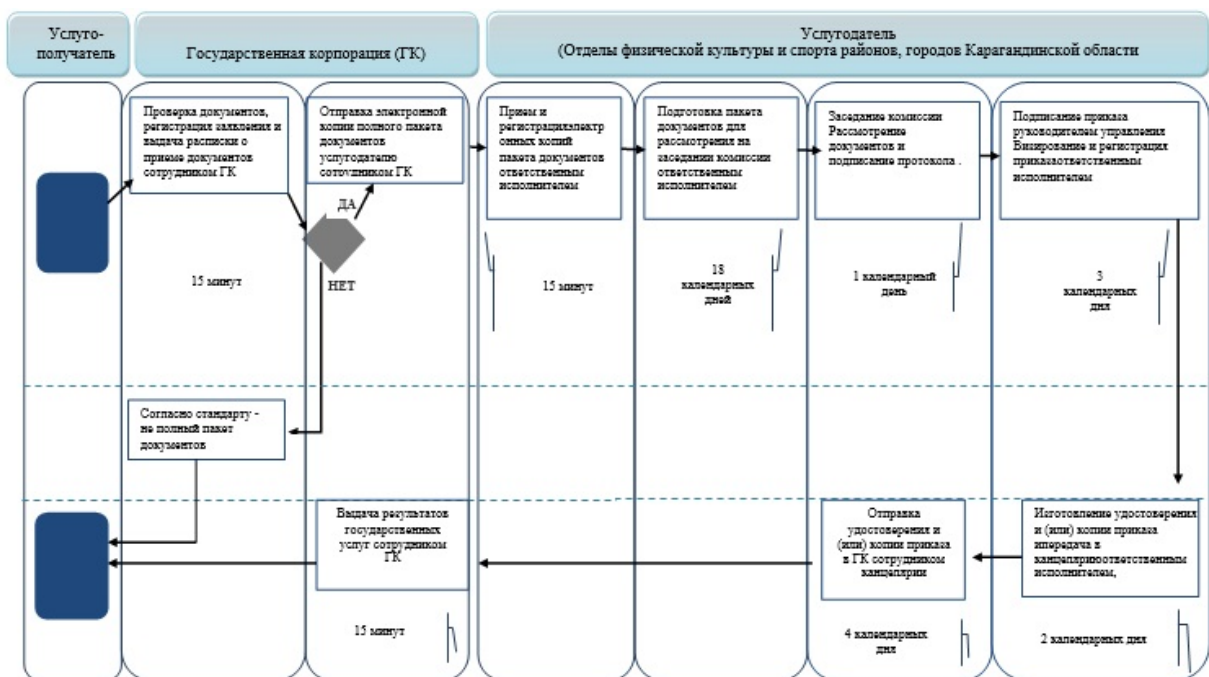 Услуго-
получатель
Государственная корпорация (ГК)
Услугодатель
(Отделы физической культуры и спорта районов, городов Карагандинской области
Проверка документов,
регистрация заявления и
выдача расписки о
приеме документов
сотрудником ГК
Отправка электронной
копии полного пакета
документов
услугодателю
сотрудником ГК
Прием и
регистрацияэлектр
онных копий
пакета документов
ответственным
исполнителем
Подготовка пакета
документов для
рассмотрения на
заседании комиссии
ответственным
исполнителем
Заседание комиссии
Рассмотрение
документов и
подписание протокола .
Подписание приказа
руководителем управления
Визирование и регистрация
приказаответственным
исполнителем
ДА
НЕТ
15 минут
15 минут
18
календарных
дней
1 календарный
день
3
календарных
дня
Согласно стандарту -
не полный пакет
документов
Выдача результатов
государственных
услуг сотрудником
ГК
Отправка
удостоверения и
(или) копии приказа
в ГК сотрудником
канцелярии
Изготовление удостоверения
и (или) копии приказа
ипередача в
канцеляриюответственным
исполнителем,
15 минут
4 календарных
дня
2 календарных дня